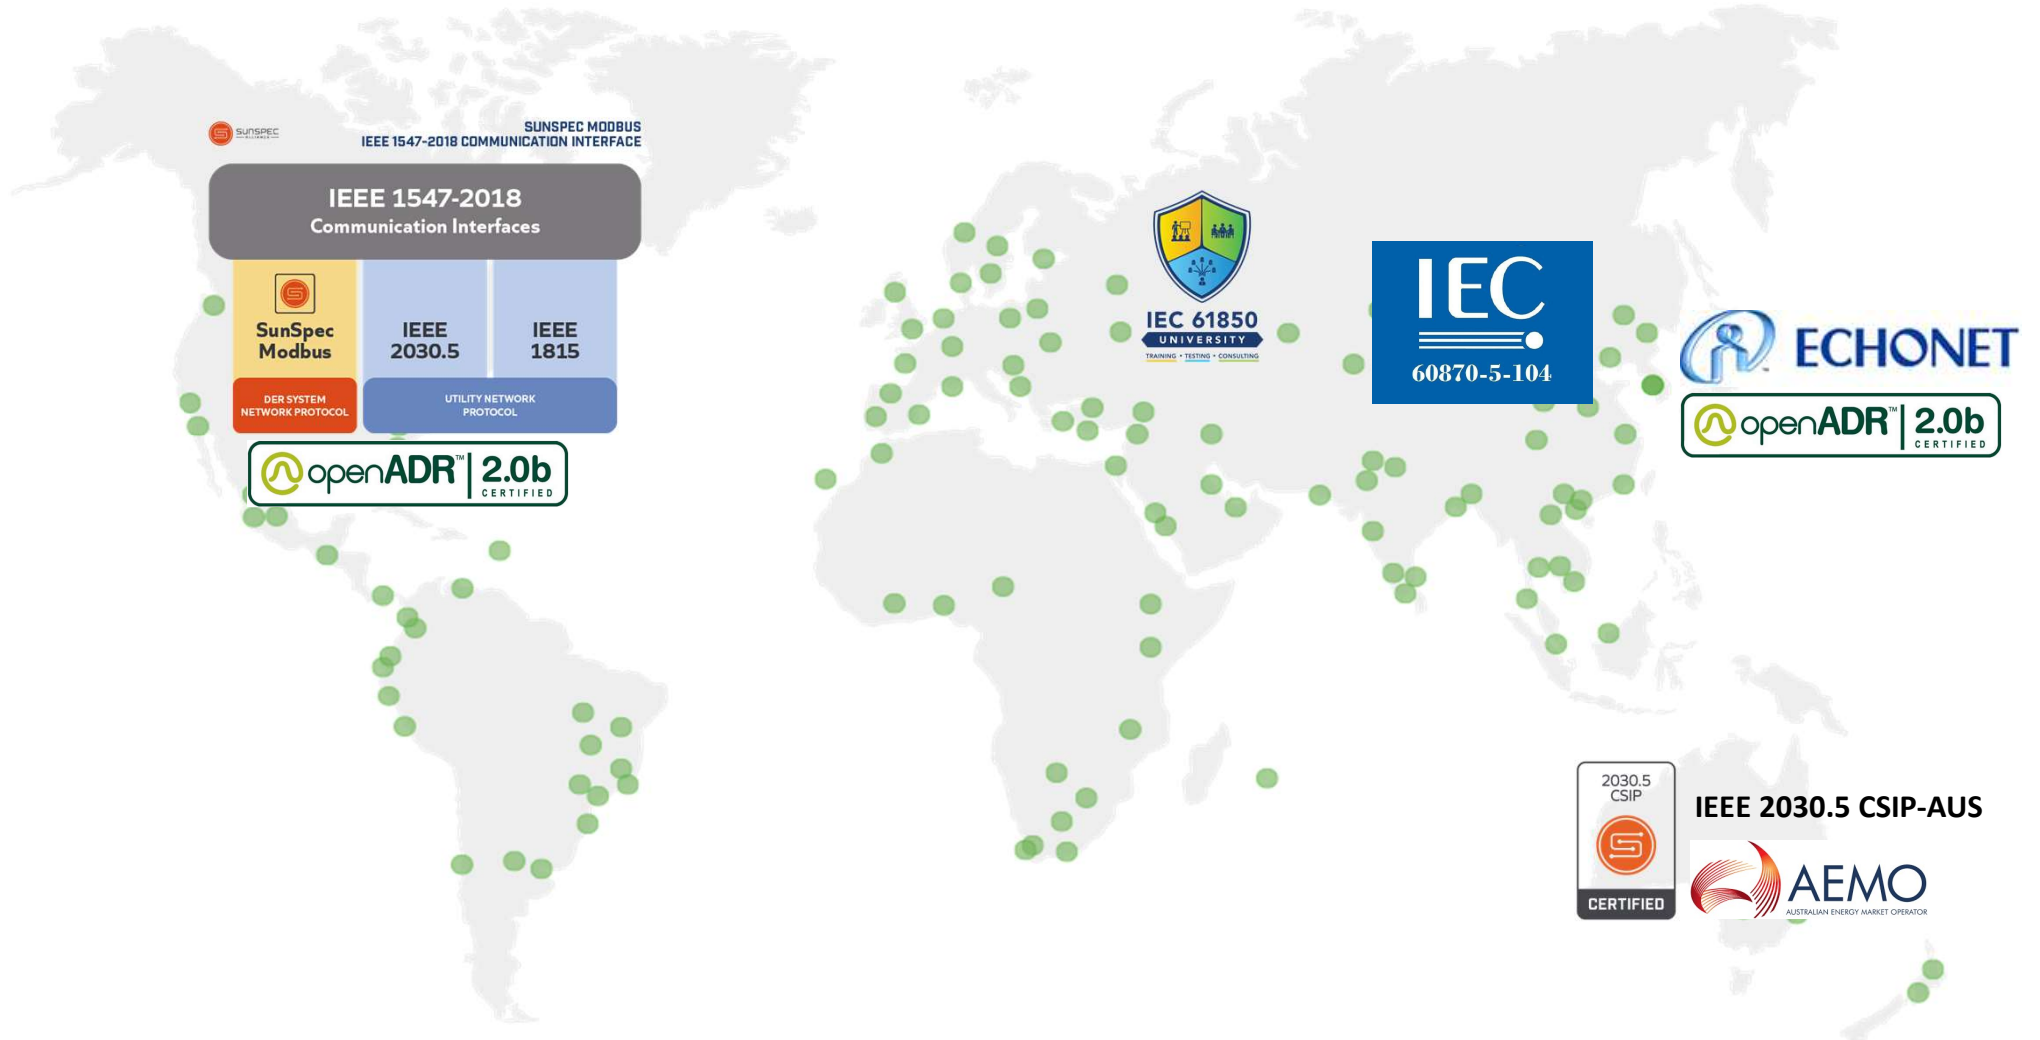 SUNSPEC
ALLIANCE
SUNSPEC MODBUS
IEEE 1547-2018 COMMUNICATION INTERFACE
IEEE 1547-2018
Communication Interfaces
SunSpec
Modbus
IEEE
2030.5
IEEE
1815
DER SYSTEM
NETWORK PROTOCOL
UTILITY NETWORK
PROTOCOL
openADR™ 2.0b
CERTIFIED
IEC 61850
UNIVERSITY
TRAINING • TESTING • CONSULTING
IEC
60870-5-104
ECHONET
openADR™ 2.0b
CERTIFIED
2030.5
CSIP
CERTIFIED
IEEE 2030.5 CSIP-AUS
AEMO
AUSTRALIAN ENERGY MARKET OPERATOR